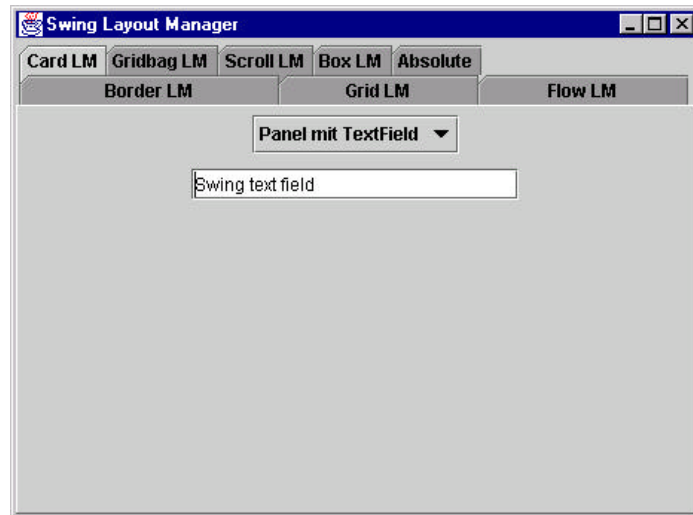 Swing Layout Manager
Card LM Gridbag LM Scroll LM Box LM Absolute
Border LM Grid LM Flow LM
Panel mit TextField
Swing text field